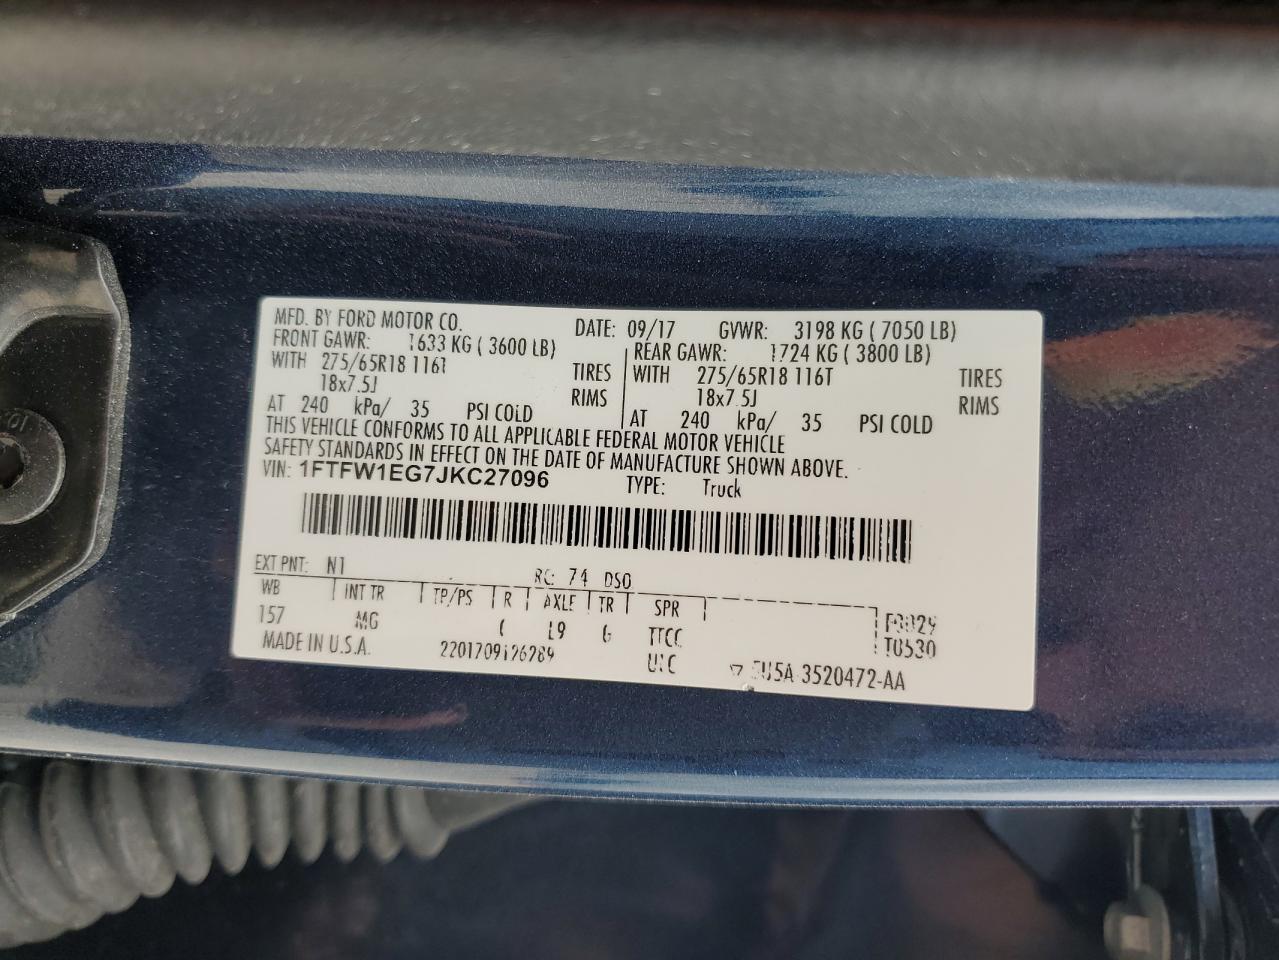 MFD. BY FORD MOTOR CO. DATE: 09/17 GVWR: 3198 KG ( 7050 LB)
FRONT GAWR: 1633 KG ( 3600 LB) REAR GAWR: 1724 KG ( 3800 LB)
WITH 275/65R18 116T TIRES WITH 275/65R18 116T TIRES
18x7.5J RIMS 18x7.5J RIMS
AT 240 kPa/ 35 PSI COLD AT 240 kPa/ 35 PSI COLD
THIS VEHICLE CONFORMS TO ALL APPLICABLE FEDERAL MOTOR VEHICLE
SAFETY STANDARDS IN EFFECT ON THE DATE OF MANUFACTURE SHOWN ABOVE.
VIN: 1FTFW1EG7JKC27096 TYPE: Truck
EXT PNT: N1 RC: 74 DSO
WB INT TR TP/PS R AXLE TR SPR
157 MG L9 G TTCC
MADE IN U.S.A. T0530